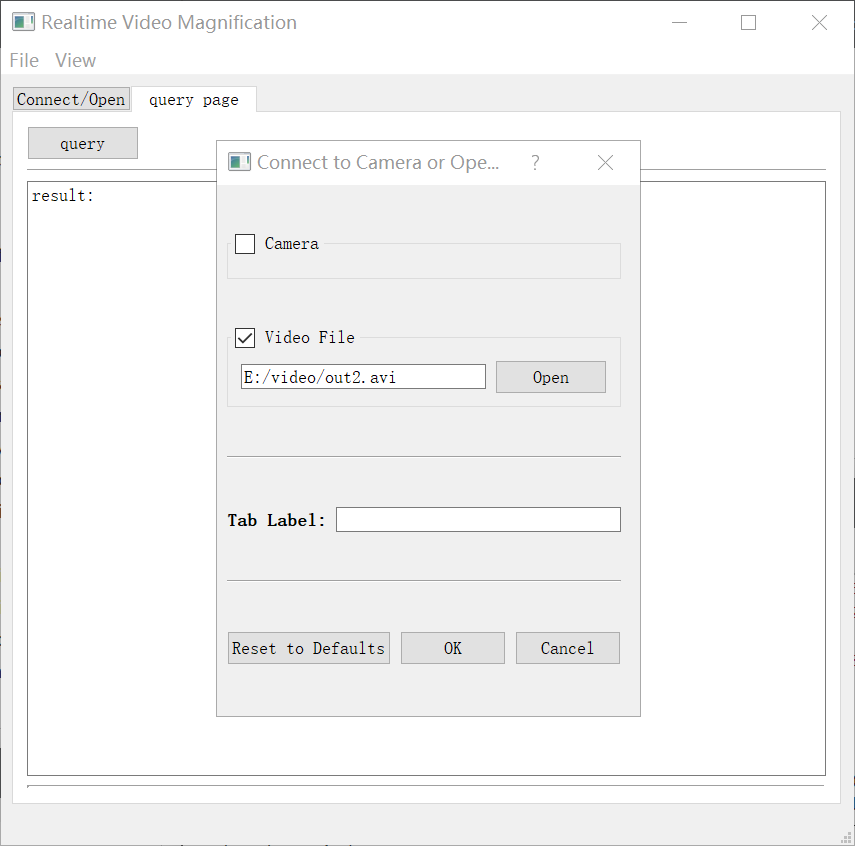 Realtime Video Magnification
File View
Connect/Open query page
query
result:
Connect to Camera or Ope... ?
Camera
Video File
E:/video/out2.avi Open
Tab Label:
Reset to Defaults OK Cancel